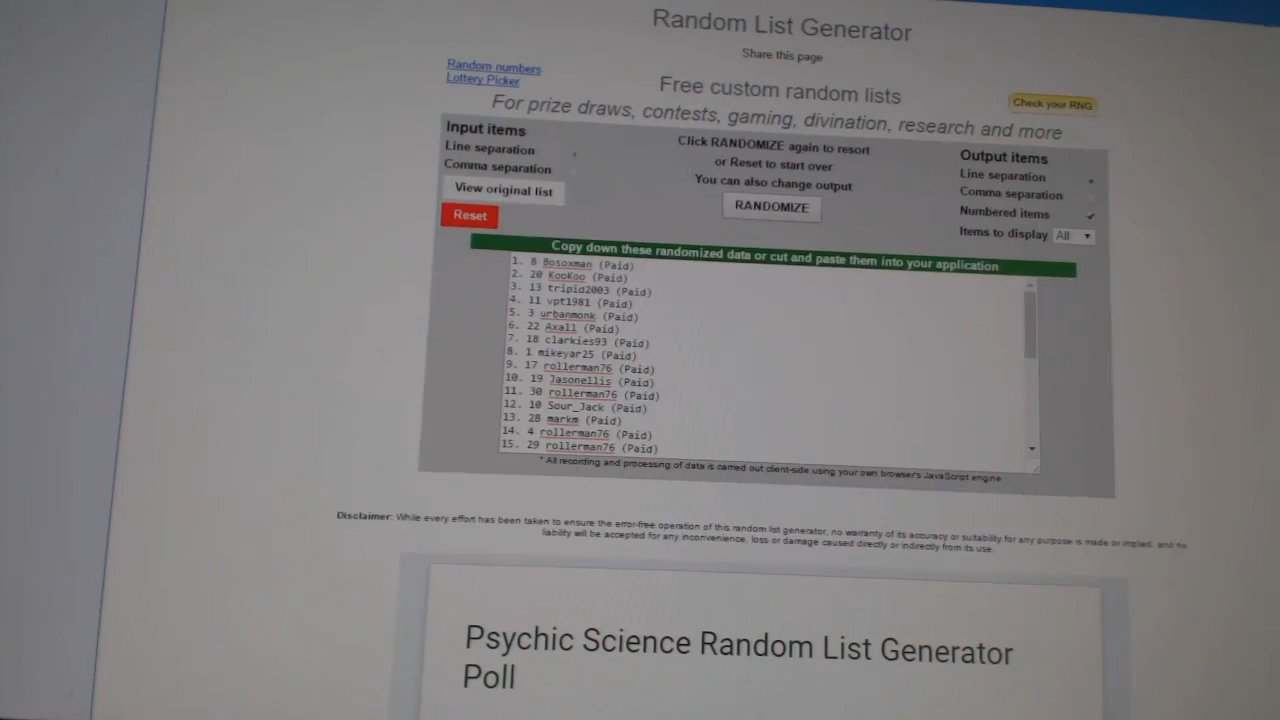 Random List Generator
Share this page
Random numbers
Lottery Picker
Free custom random lists
Check your RNG
For prize draws, contests, gaming, divination, research and more
Input items
Line separation
Comma separation
View original list
Reset
Click RANDOMIZE again to resort
or Reset to start over
You can also change output
RANDOMIZE
Output items
Line separation
Comma separation
Numbered items
Items to display All
Copy down these randomized data or cut and paste them into your application
1. 8 Bosoxman (Paid)
2. 20 KooKoo (Paid)
3. 13 tripid2003 (Paid)
4. 11 vpt1981 (Paid)
5. 3 urbanmonk (Paid)
6. 22 Axall (Paid)
7. 18 clarkies93 (Paid)
8. 1 mikeyar25 (Paid)
9. 17 rollerman76 (Paid)
10. 19 Jasonellis (Paid)
11. 30 rollerman76 (Paid)
12. 10 Sour_Jack (Paid)
13. 28 markm (Paid)
14. 4 rollerman76 (Paid)
15. 29 rollerman76 (Paid)
* All recording and processing of data is carried out client-side using your own browser's JavaScript engine
Disclaimer: While every effort has been taken to ensure the error-free operation of this random list generator, no warranty of its accuracy or suitability for any purpose is made or implied, and no
liability will be accepted for any inconvenience, loss or damage caused directly or indirectly from its use.
Psychic Science Random List Generator
Poll